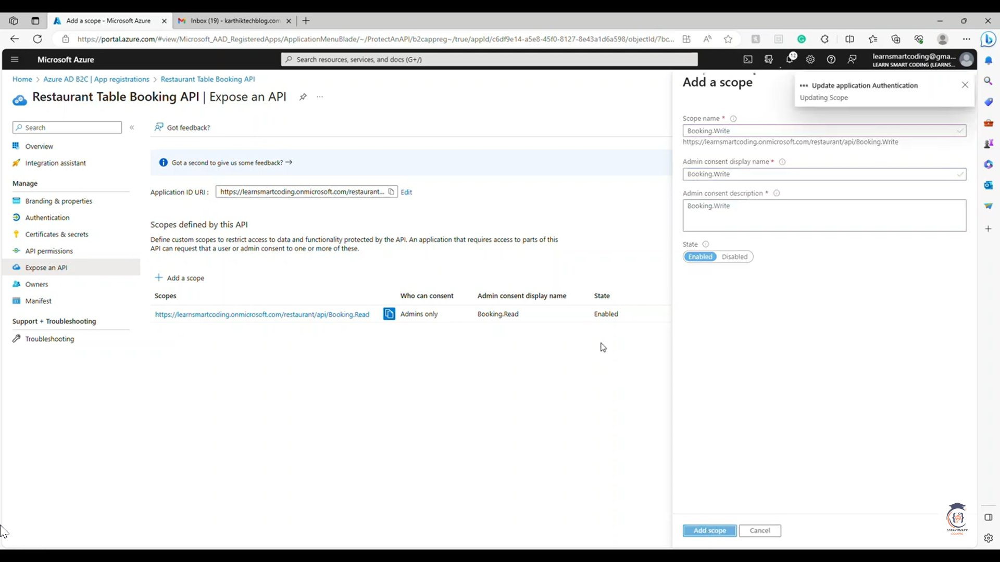 Add a scope - Microsoft Azure
Inbox (19) - karthiktechblog.com
https://portal.azure.com/#view/Microsoft_AAD_RegisteredApps/ApplicationMenuBlade/~/ProtectAnAPI/b2cappreg~/true/appId/c6df9e14-a5e8-45f0-8127-8e43a1d6a598/objectId/7bc...
Microsoft Azure
Search resources, services, and docs (G+/)
12
learnsmartcoding@gma...
LEARN SMART CODING (LEARNS...
Home > Azure AD B2C | App registrations > Restaurant Table Booking API
Restaurant Table Booking API | Expose an API
Search
Overview
Integration assistant
Manage
Branding & properties
Authentication
Certificates & secrets
API permissions
Expose an API
Owners
Manifest
Support + Troubleshooting
Troubleshooting
Got feedback?
Got a second to give us some feedback? →
Application ID URI :
https://learnsmartcoding.onmicrosoft.com/restaurant...
Edit
Scopes defined by this API
Define custom scopes to restrict access to data and functionality protected by the API. An application that requires access to parts of this
API can request that a user or admin consent to one or more of these.
Add a scope
Scopes Who can consent Admin consent display name State
https://learnsmartcoding.onmicrosoft.com/restaurant/api/Booking.Read Admins only Booking.Read Enabled
Add a scope
Update application Authentication
Updating Scope
Scope name *
Booking.Write
https://learnsmartcoding.onmicrosoft.com/restaurant/api/Booking.Write
Admin consent display name *
Booking.Write
Admin consent description *
Booking.Write
State
Enabled Disabled
Add scope Cancel
LEARN SMART
CODING